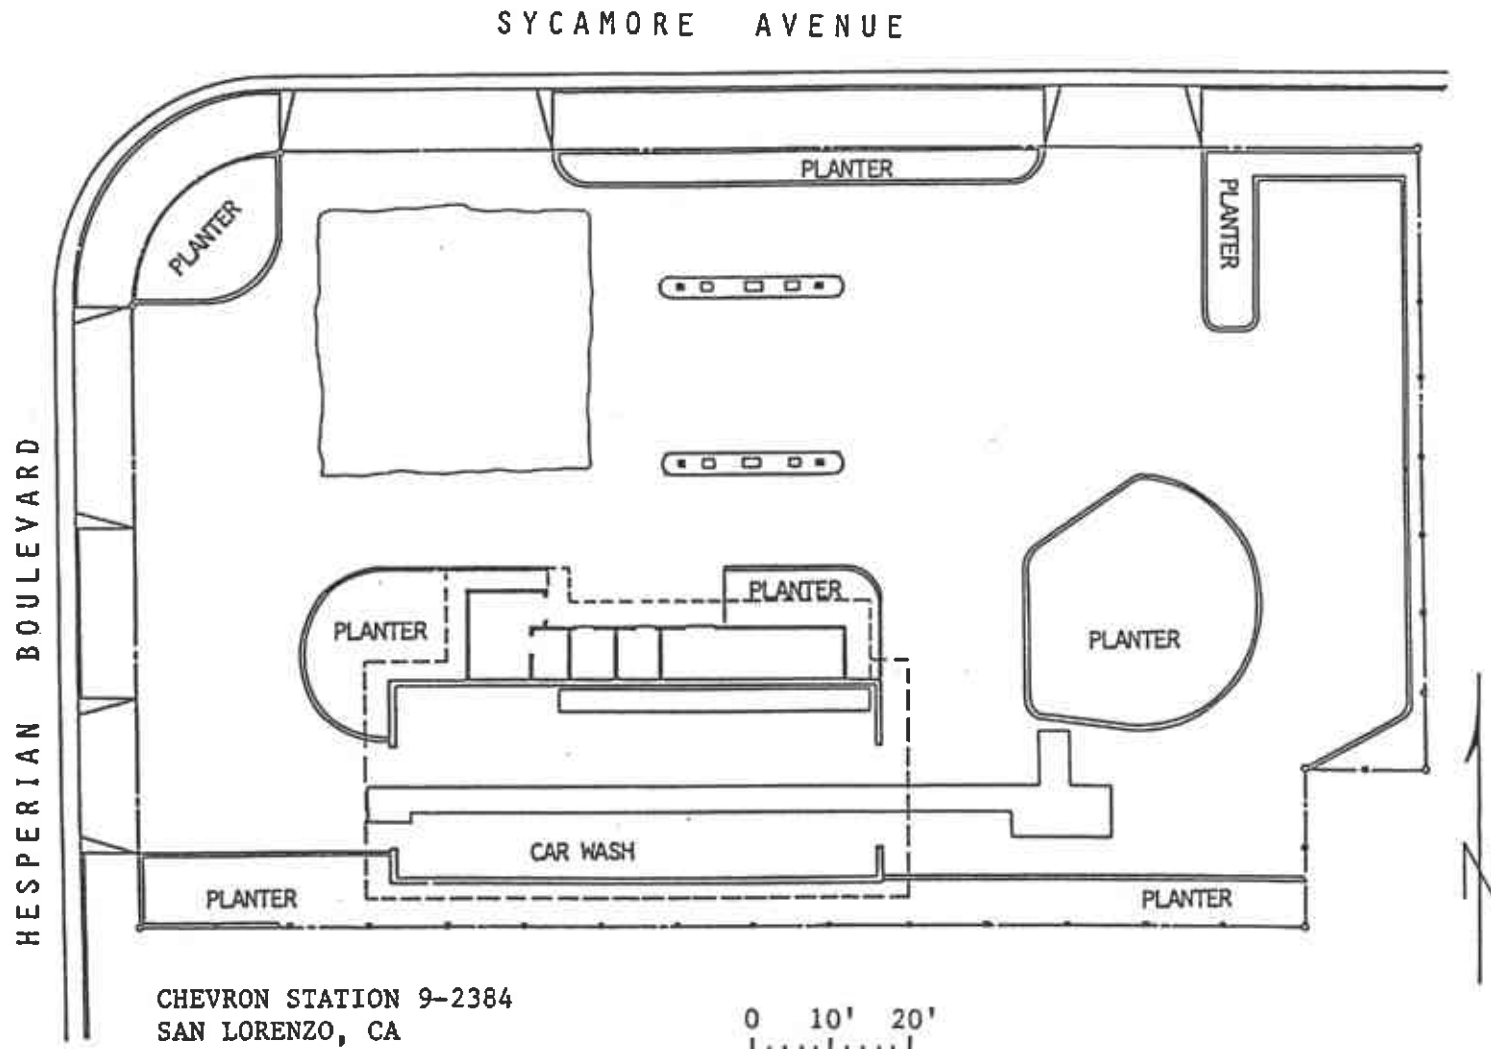 SYCAMORE AVENUE
PLANTER
PLANTER
PLANTER
HESPERIAN BOULEVARD
PLANTER
PLANTER
PLANTER
CAR WASH
PLANTER
PLANTER
N
CHEVRON STATION 9-2384
SAN LORENZO, CA
0 10' 20'